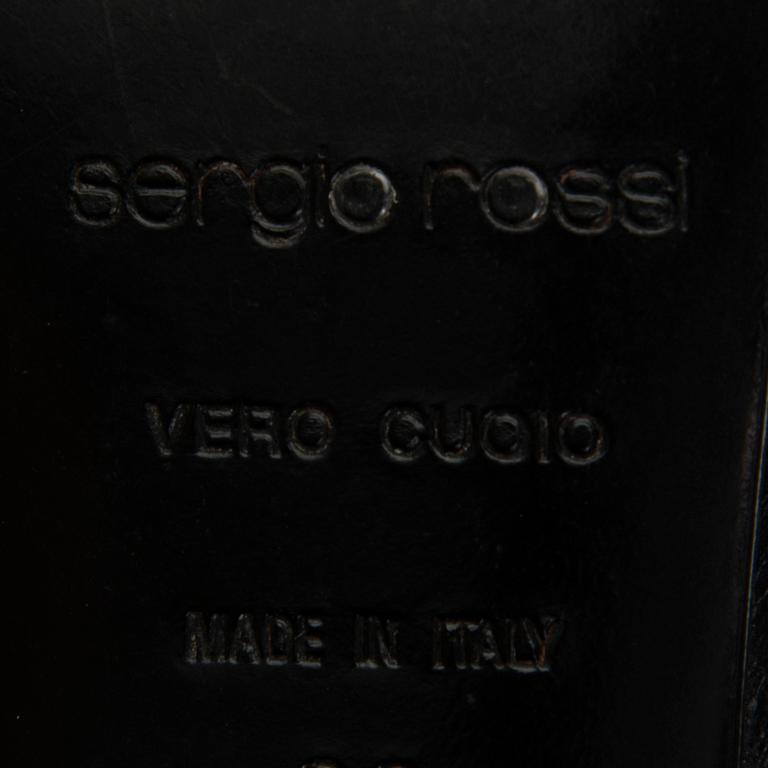 sergio rossi
VERO CUOIO
MADE IN ITALY